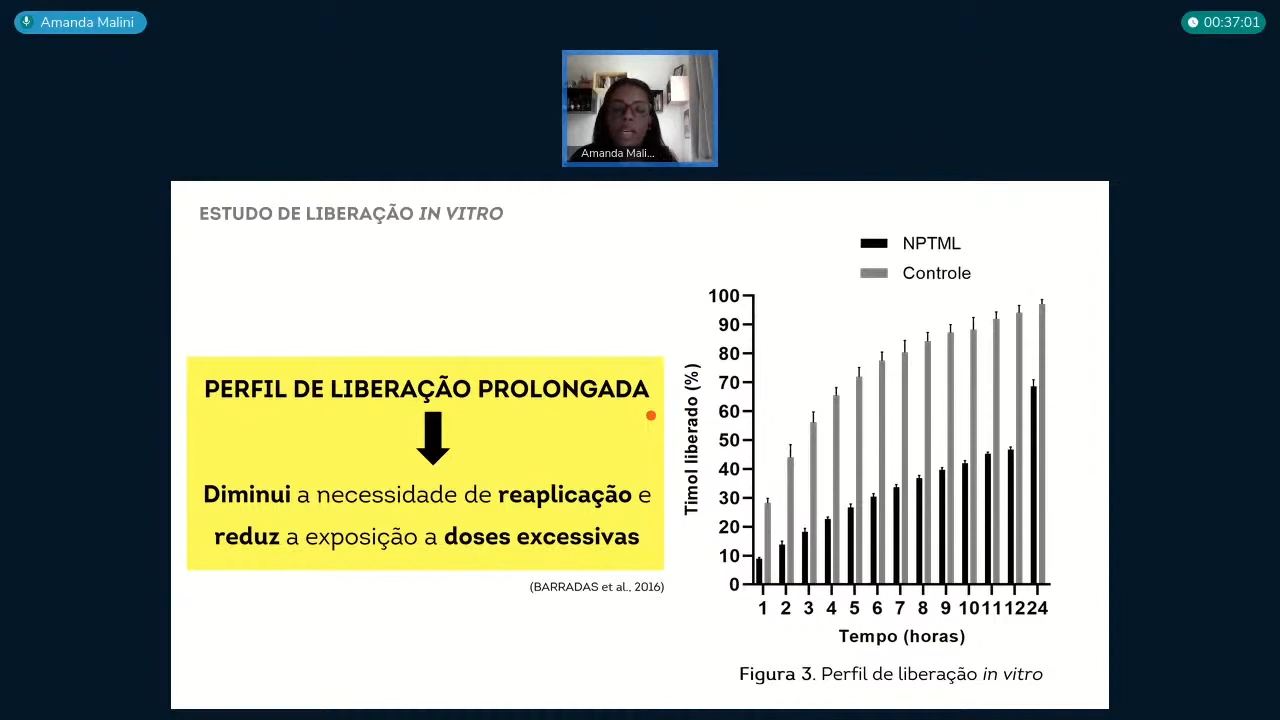 Amanda Malini
00:37:01
Amanda Mali...
ESTUDO DE LIBERAÇÃO IN VITRO
NPTML
Controle
PERFIL DE LIBERAÇÃO PROLONGADA
Diminui a necessidade de reaplicação e
reduz a exposição a doses excessivas
(BARRADAS et al., 2016)
Timol liberado (%)
100
90
80
70
60
50
40
30
20
10
0
1 2 3 4 5 6 7 8 9 10 11 12 24
Tempo (horas)
Figura 3. Perfil de liberação in vitro